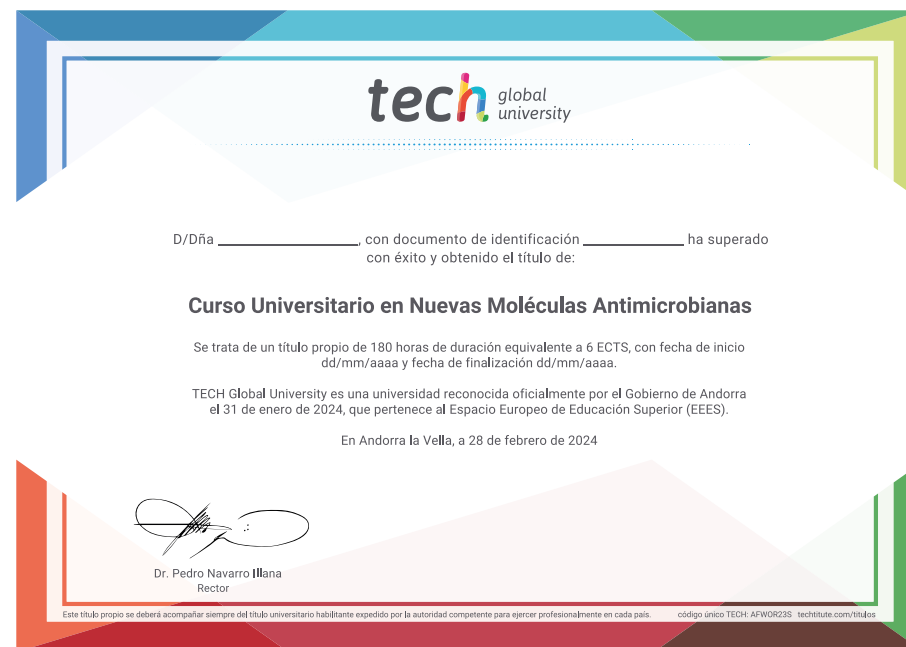 tech global university
D/Dña ____________________, con documento de identificación ______________ ha superado
con éxito y obtenido el título de:
Curso Universitario en Nuevas Moléculas Antimicrobianas
Se trata de un título propio de 180 horas de duración equivalente a 6 ECTS, con fecha de inicio
dd/mm/aaaa y fecha de finalización dd/mm/aaaa.
TECH Global University es una universidad reconocida oficialmente por el Gobierno de Andorra
el 31 de enero de 2024, que pertenece al Espacio Europeo de Educación Superior (EEES).
En Andorra la Vella, a 28 de febrero de 2024
Dr. Pedro Navarro Illana
Rector
Este título propio se deberá acompañar siempre del título universitario habilitante expedido por la autoridad competente para ejercer profesionalmente en cada país. código único TECH: AFWOR23S techtitute.com/titulos